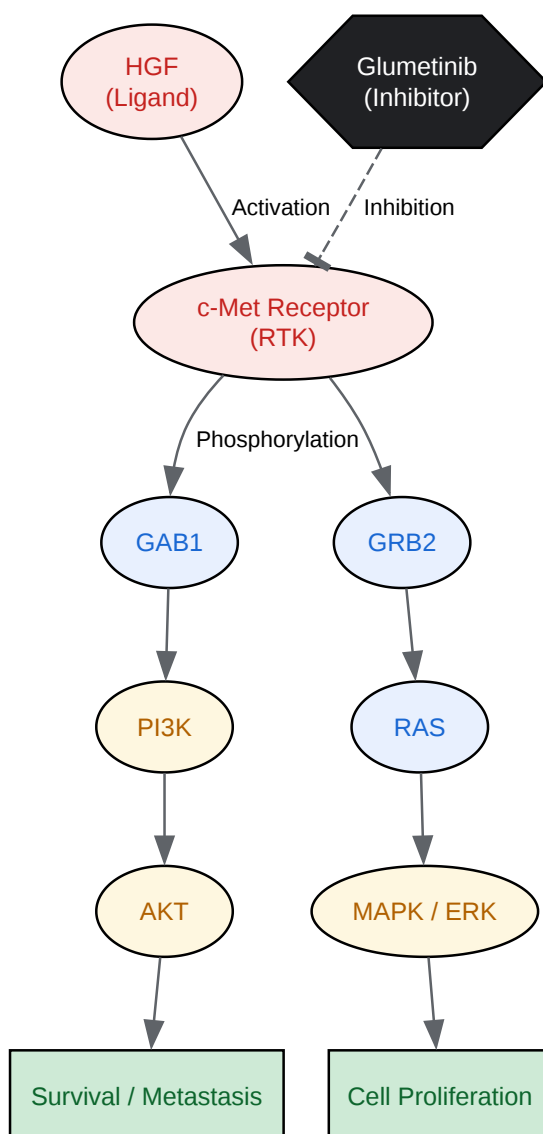 HGF
(Ligand)
Glumetinib
(Inhibitor)
Activation
Inhibition
c-Met Receptor
(RTK)
Phosphorylation
GAB1
GRB2
PI3K
RAS
AKT
MAPK / ERK
Survival / Metastasis
Cell Proliferation